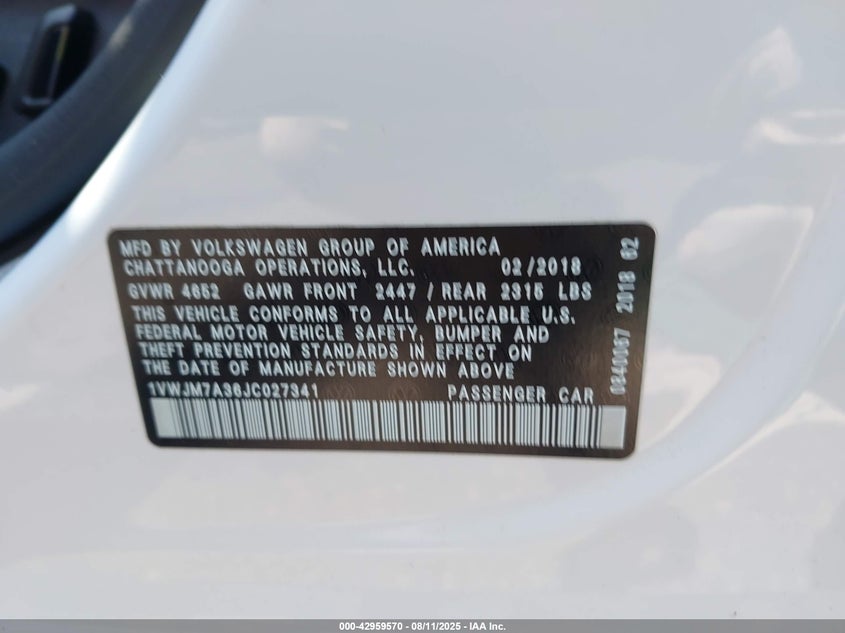 MFD BY VOLKSWAGEN GROUP OF AMERICA
CHATTANOOGA OPERATIONS, LLC. 02/2018
GVWR 4652 GAWR FRONT 2447 / REAR 2315 LBS
THIS VEHICLE CONFORMS TO ALL APPLICABLE U.S.
FEDERAL MOTOR VEHICLE SAFETY, BUMPER AND
THEFT PREVENTION STANDARDS IN EFFECT ON
THE DATE OF MANUFACTURE SHOWN ABOVE
1VWJM7A36JC027341 PASSENGER CAR
2018 02
000-42959570 - 08/11/2025 - IAA Inc.